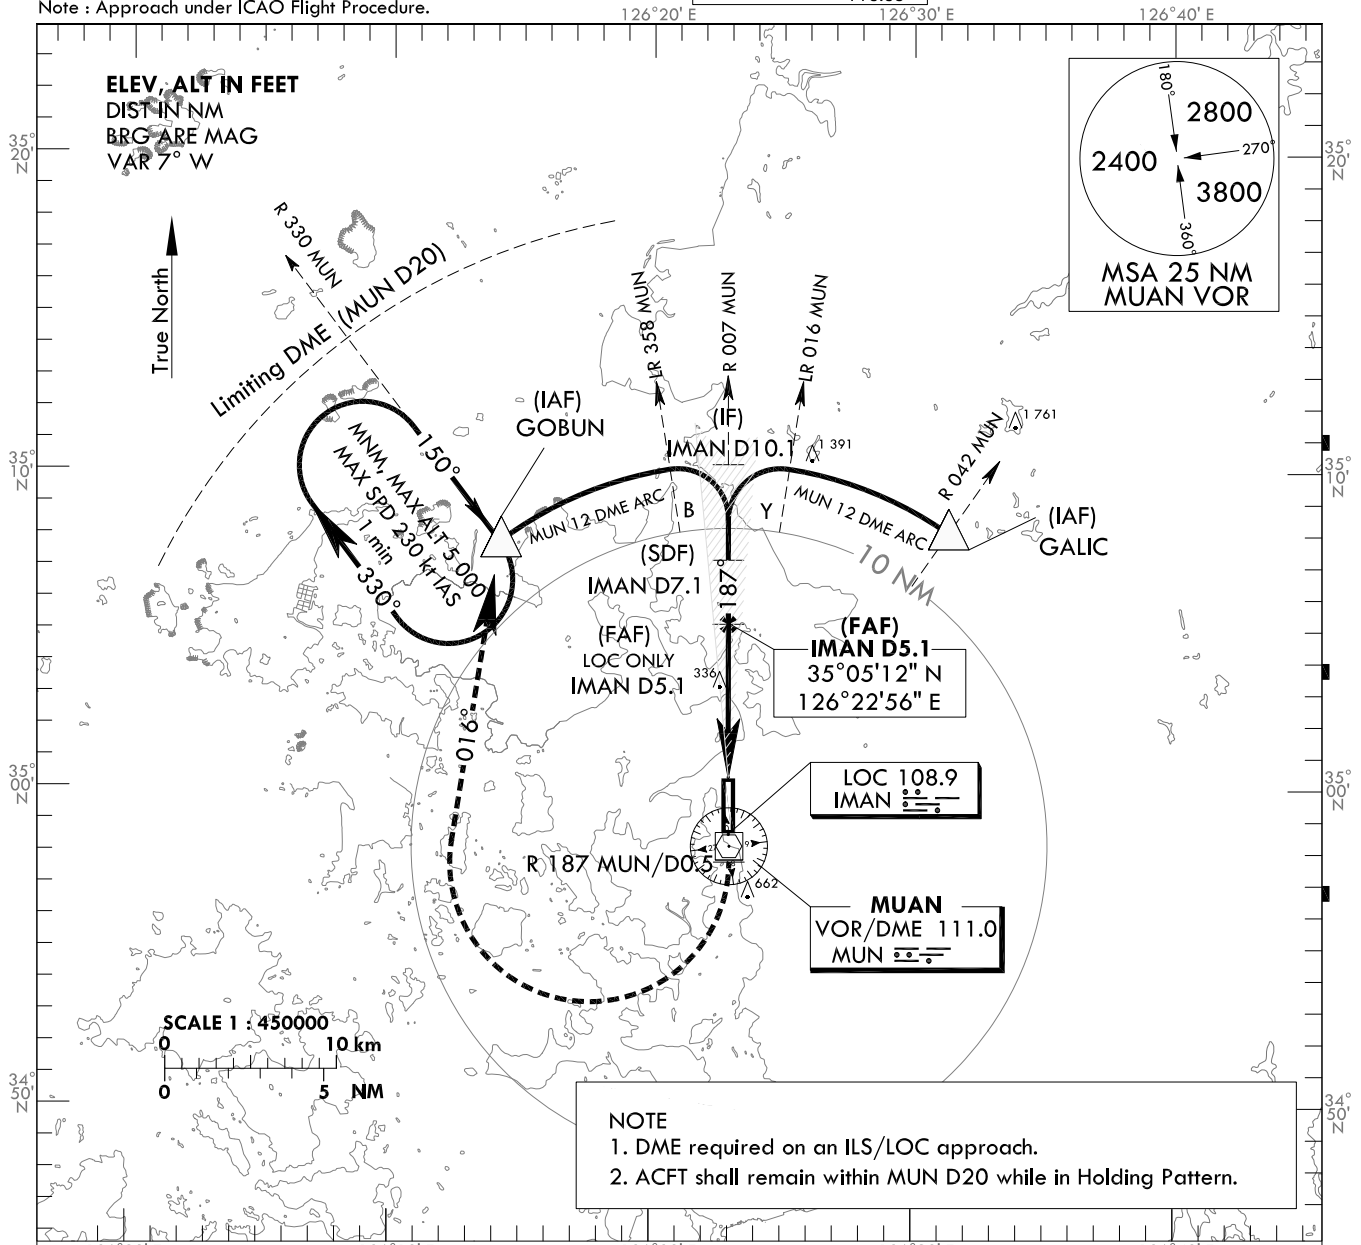 Note : Approach under ICAO Flight Procedure.
126°20' E
126°30' E
126°40' E
ELEV, ALT IN FEET
DIST IN NM
BRG ARE MAG
VAR 7° W
35°
20'
N
35°
20'
N
180°
2800
2400
270°
3800
360°
MSA 25 NM
MUAN VOR
True North
R 330 MUN
Limiting DME (MUN D20)
LR 358 MUN
R 007 MUN
LR 016 MUN
(IAF)
GOBUN
(IF)
IMAN D10.1
1 391
1 761
R 042 MUN
35°
10'
N
35°
10'
N
150°
MNM, MAX ALT 5 000
MAX SPD 230 kt IAS
1 min
330°
MUN 12 DME ARC
B
Y
MUN 12 DME ARC
(IAF)
GALIC
10 NM
(SDF)
IMAN D7.1
187°
(FAF)
LOC ONLY
IMAN D5.1
336
(FAF)
IMAN D5.1
35°05'12" N
126°22'56" E
016°
35°
00'
N
35°
00'
N
LOC 108.9
IMAN
R 187 MUN/D0.5
9
662
MUAN
VOR/DME 111.0
MUN
SCALE 1 : 450000
0 10 km
0 5 NM
34°
50'
N
34°
50'
N
NOTE
1. DME required on an ILS/LOC approach.
2. ACFT shall remain within MUN D20 while in Holding Pattern.